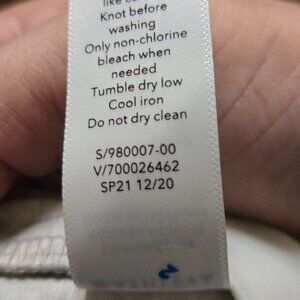 Knot before
washing
Only non-chlorine
bleach when
needed
Tumble dry low
Cool iron
Do not dry clean
S/980007-00
V/700026462
SP21 12/20